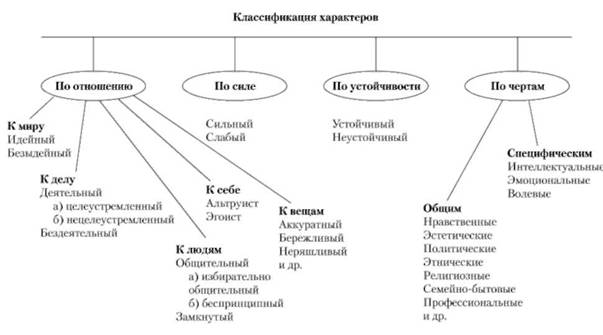 Классификация характеров
По отношению
По силе
По устойчивости
По чертам
К миру
Идейный
Безыдейный
К делу
Деятельный
а) целеустремленный
б) нецелеустремленный
Бездеятельный
К людям
Общительный
а) избирательно
общительный
б) беспринципный
Замкнутый
К себе
Альтруист
Эгоист
К вещам
Аккуратный
Бережливый
Неряшливый
и др.
Сильный
Слабый
Устойчивый
Неустойчивый
Общим
Нравственные
Эстетические
Политические
Этнические
Религиозные
Семейно-бытовые
Профессиональные
и др.
Специфическим
Интеллектуальные
Эмоциональные
Волевые